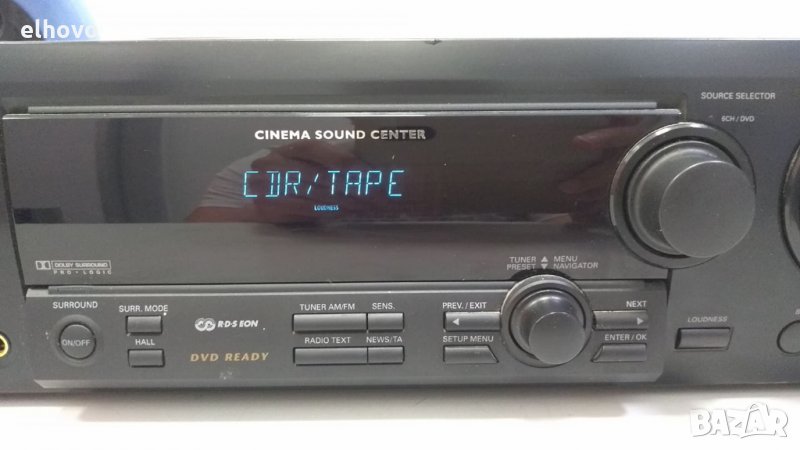 elhovo
SOURCE SELECTOR
6CH / DVD
CINEMA SOUND CENTER
CDR/TAPE
LOUDNESS
DOLBY SURROUND
PRO · LOGIC
TUNER ▲ MENU
PRESET ▼ NAVIGATOR
SURROUND
SURR. MODE
R·D·S EON
TUNER AM/FM
SENS.
PREV. / EXIT
NEXT
LOUDNESS
ON/OFF
HALL
DVD READY
RADIO TEXT
NEWS/TA
SETUP MENU
ENTER / OK
BAZAR